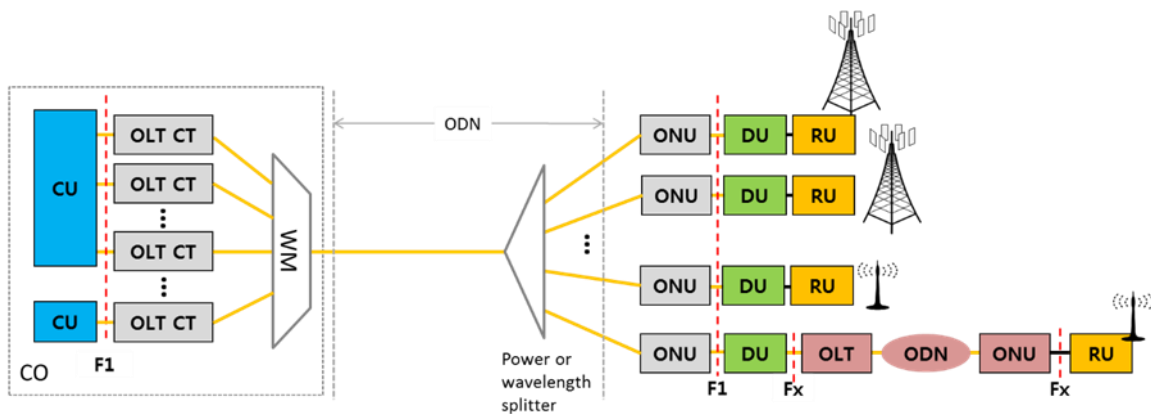 ODN
CU
OLT CT
OLT CT
OLT CT
CU
OLT CT
WM
CO
F1
Power or
wavelength
splitter
ONU
DU
RU
ONU
DU
RU
ONU
DU
RU
ONU
DU
OLT
ODN
ONU
RU
F1
Fx
Fx